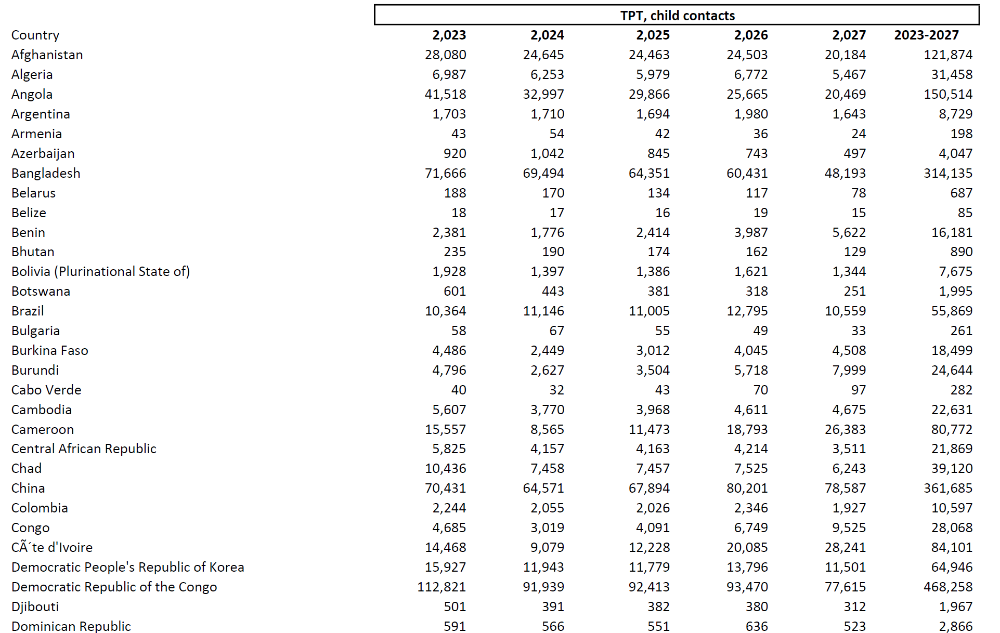 TPT, child contacts
Country 2,023 2,024 2,025 2,026 2,027 2023-2027
Afghanistan 28,080 24,645 24,463 24,503 20,184 121,874
Algeria 6,987 6,253 5,979 6,772 5,467 31,458
Angola 41,518 32,997 29,866 25,665 20,469 150,514
Argentina 1,703 1,710 1,694 1,980 1,643 8,729
Armenia 43 54 42 36 24 198
Azerbaijan 920 1,042 845 743 497 4,047
Bangladesh 71,666 69,494 64,351 60,431 48,193 314,135
Belarus 188 170 134 117 78 687
Belize 18 17 16 19 15 85
Benin 2,381 1,776 2,414 3,987 5,622 16,181
Bhutan 235 190 174 162 129 890
Bolivia (Plurinational State of) 1,928 1,397 1,386 1,621 1,344 7,675
Botswana 601 443 381 318 251 1,995
Brazil 10,364 11,146 11,005 12,795 10,559 55,869
Bulgaria 58 67 55 49 33 261
Burkina Faso 4,486 2,449 3,012 4,045 4,508 18,499
Burundi 4,796 2,627 3,504 5,718 7,999 24,644
Cabo Verde 40 32 43 70 97 282
Cambodia 5,607 3,770 3,968 4,611 4,675 22,631
Cameroon 15,557 8,565 11,473 18,793 26,383 80,772
Central African Republic 5,825 4,157 4,163 4,214 3,511 21,869
Chad 10,436 7,458 7,457 7,525 6,243 39,120
China 70,431 64,571 67,894 80,201 78,587 361,685
Colombia 2,244 2,055 2,026 2,346 1,927 10,597
Congo 4,685 3,019 4,091 6,749 9,525 28,068
CÃ´te d'Ivoire 14,468 9,079 12,228 20,085 28,241 84,101
Democratic People's Republic of Korea 15,927 11,943 11,779 13,796 11,501 64,946
Democratic Republic of the Congo 112,821 91,939 92,413 93,470 77,615 468,258
Djibouti 501 391 382 380 312 1,967
Dominican Republic 591 566 551 636 523 2,866